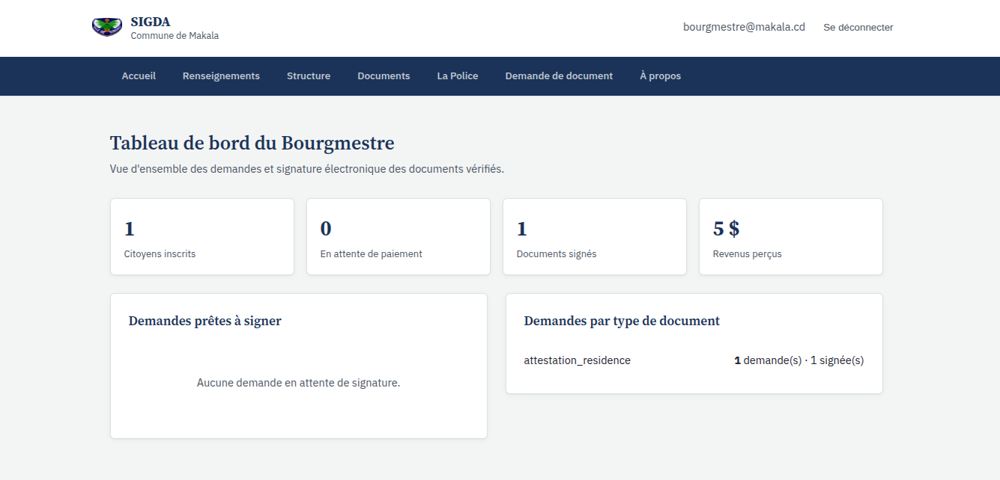 SIGDA
Commune de Makala
bourgmestre@makala.cd
Se déconnecter
Accueil
Renseignements
Structure
Documents
La Police
Demande de document
À propos
Tableau de bord du Bourgmestre
Vue d'ensemble des demandes et signature électronique des documents vérifiés.
1
Citoyens inscrits
0
En attente de paiement
1
Documents signés
5 $
Revenus perçus
Demandes prêtes à signer
Aucune demande en attente de signature.
Demandes par type de document
attestation_residence
1 demande(s) · 1 signée(s)